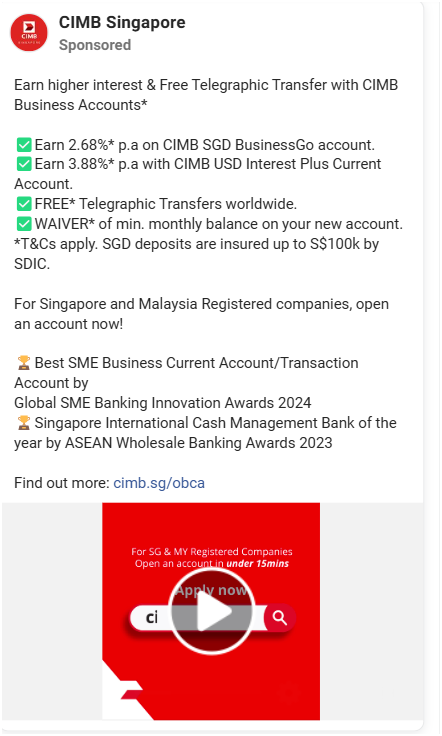 CIMB
SINGAPORE
CIMB Singapore
Sponsored
Earn higher interest & Free Telegraphic Transfer with CIMB
Business Accounts*
✅Earn 2.68%* p.a on CIMB SGD BusinessGo account.
✅Earn 3.88%* p.a with CIMB USD Interest Plus Current
Account.
✅FREE* Telegraphic Transfers worldwide.
✅WAIVER* of min. monthly balance on your new account.
*T&Cs apply. SGD deposits are insured up to S$100k by
SDIC.
For Singapore and Malaysia Registered companies, open
an account now!
🏆Best SME Business Current Account/Transaction
Account by
Global SME Banking Innovation Awards 2024
🏆Singapore International Cash Management Bank of the
year by ASEAN Wholesale Banking Awards 2023
Find out more: cimb.sg/obca
For SG & MY Registered Companies
Open an account in under 15mins
Apply now
ci